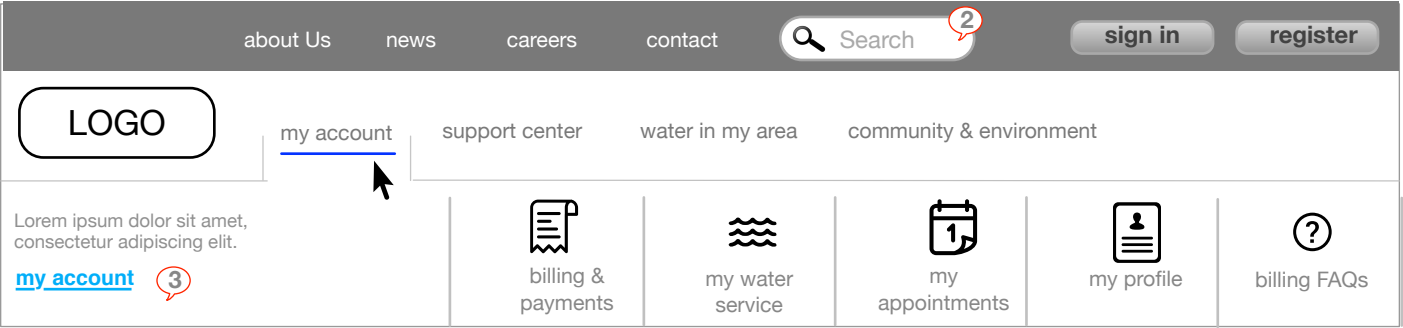 about Us news careers contact Search 2 sign in register
LOGO
my account support center water in my area community & environment
Lorem ipsum dolor sit amet,
consectetur adipiscing elit.
my account 3
billing &
payments
my water
service
1
my
appointments
my profile
?
billing FAQs